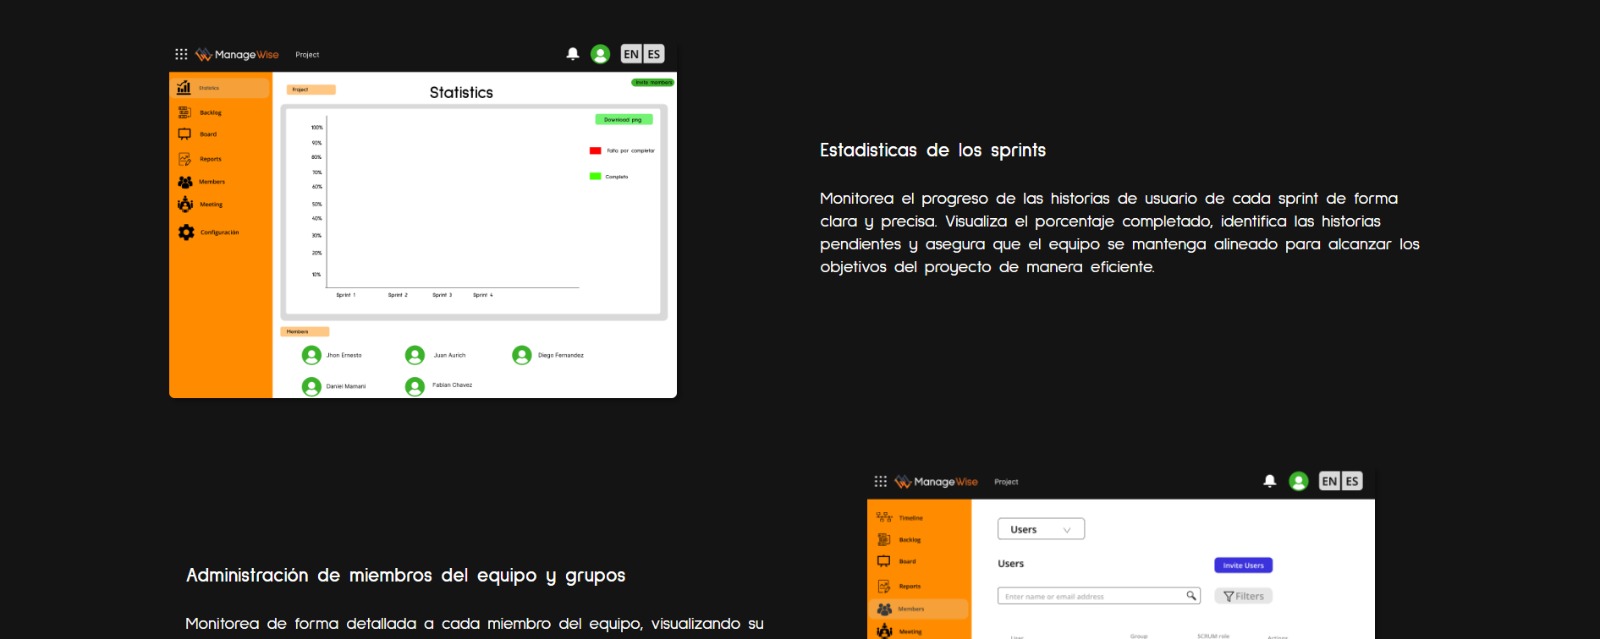 ManageWise Project EN ES
Statistics
Backlog
Board
Reports
Members
Meeting
Configuración
Project
Statistics
Invite members
Download png
100%
90%
80%
70%
60%
50%
40%
30%
20%
10%
Falta por completar
Completo
Sprint 1 Sprint 2 Sprint 3 Sprint 4
Members
Jhon Ernesto Juan Aurich Diego Fernandez
Daniel Mamani Fabian Chavez
Estadisticas de los sprints
Monitorea el progreso de las historias de usuario de cada sprint de forma
clara y precisa. Visualiza el porcentaje completado, identifica las historias
pendientes y asegura que el equipo se mantenga alineado para alcanzar los
objetivos del proyecto de manera eficiente.
Administración de miembros del equipo y grupos
Monitorea de forma detallada a cada miembro del equipo, visualizando su
ManageWise Project EN ES
Timeline
Backlog
Board
Reports
Members
Meeting
Users
Users
Invite Users
Enter name or email address
Filters
User Group SCRUM role Actions